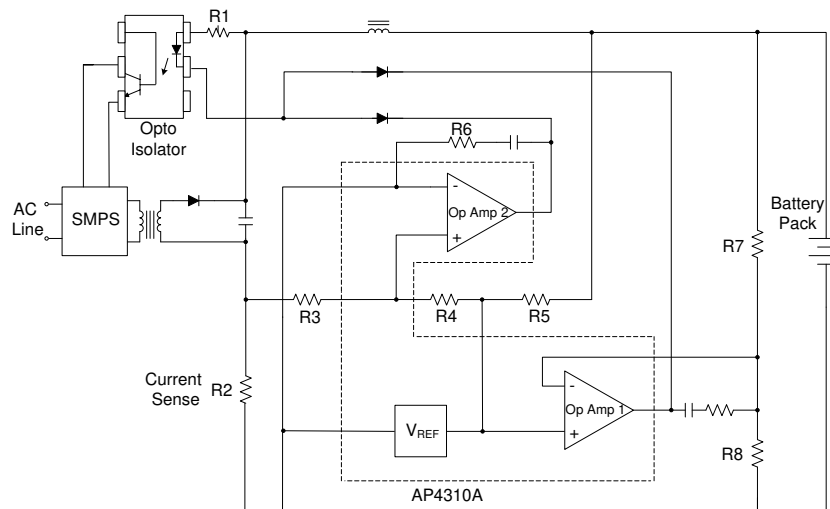 R1
Opto
Isolator
R6
-
Op Amp 2
+
AC
Line
SMPS
Battery
Pack
R7
R3
R4
R5
Current
Sense
R2
-
Op Amp 1
+
VREF
R8
AP4310A